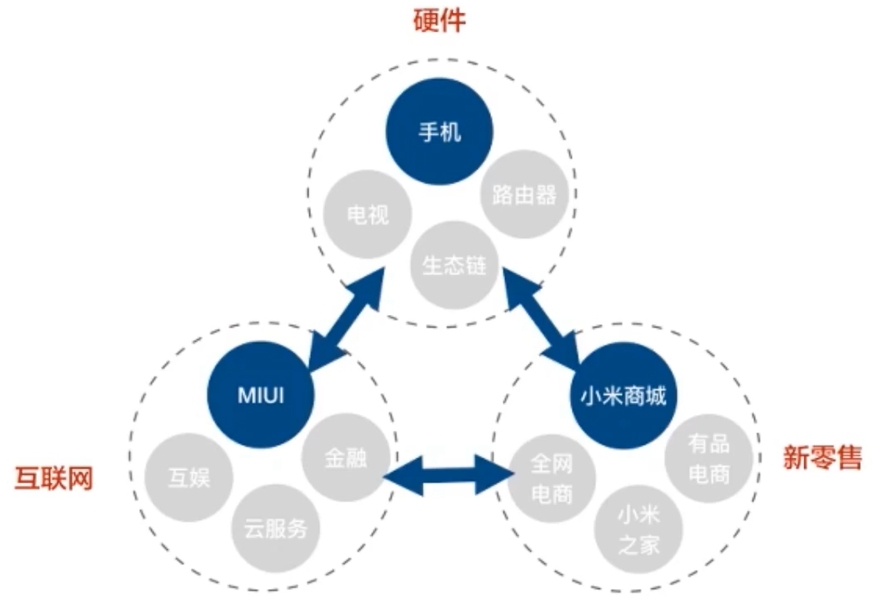 硬件
手机
电视
路由器
生态链
MIUI
互娱
金融
云服务
互联网
小米商城
全网
电商
有品
电商
小米
之家
新零售